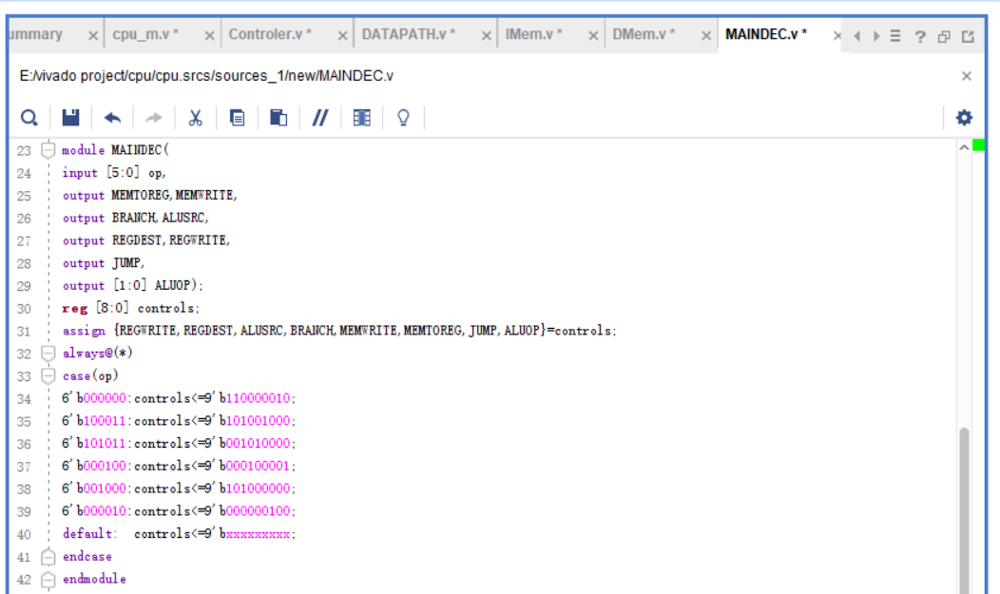 ummary × cpu_m.v * × Controler.v * × DATAPATH.v * × IMem.v * × DMem.v * × MAINDEC.v * × ?
E:/vivado project/cpu/cpu.srcs/sources_1/new/MAINDEC.v ×
23 module MAINDEC(
24 input [5:0] op,
25 output MEMTOREG,MEMWRITE,
26 output BRANCH,ALUSRC,
27 output REGDEST,REGWRITE,
28 output JUMP,
29 output [1:0] ALUOP);
30 reg [8:0] controls;
31 assign {REGWRITE,REGDEST,ALUSRC,BRANCH,MEMWRITE,MEMTOREG,JUMP,ALUOP}=controls;
32 always@(*)
33 case(op)
34 6'b000000:controls<=9'b110000010;
35 6'b100011:controls<=9'b101001000;
36 6'b101011:controls<=9'b001010000;
37 6'b000100:controls<=9'b000100001;
38 6'b001000:controls<=9'b101000000;
39 6'b000010:controls<=9'b000000100;
40 default: controls<=9'bxxxxxxxxx;
41 endcase
42 endmodule